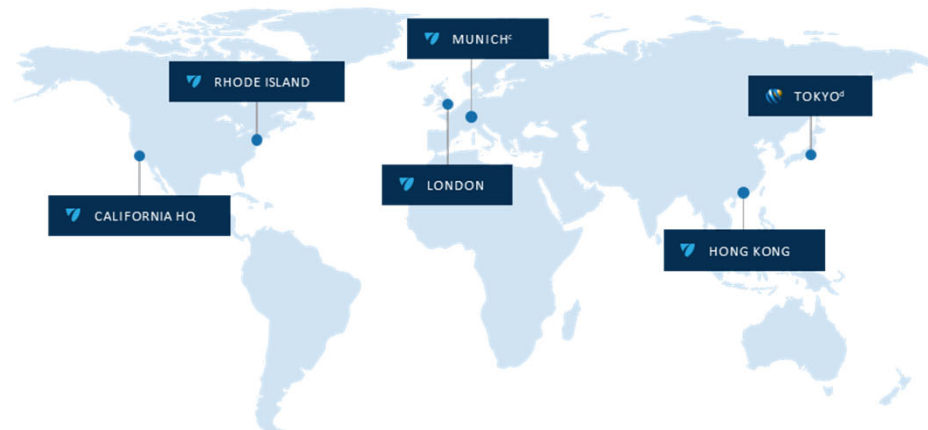 MUNICHᶜ
RHODE ISLAND
TOKYOᵈ
LONDON
CALIFORNIA HQ
HONG KONG